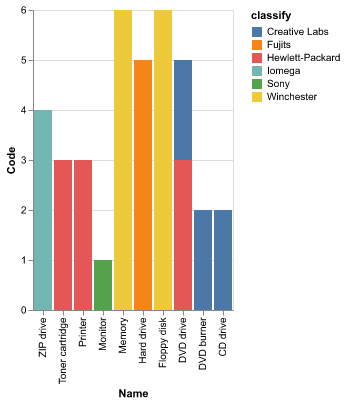 classify
Creative Labs
Fujits
Hewlett-Packard
Iomega
Sony
Winchester
Code
6
5
4
3
2
1
0
ZIP drive
Toner cartridge
Printer
Monitor
Memory
Hard drive
Floppy disk
DVD drive
DVD burner
CD drive
Name